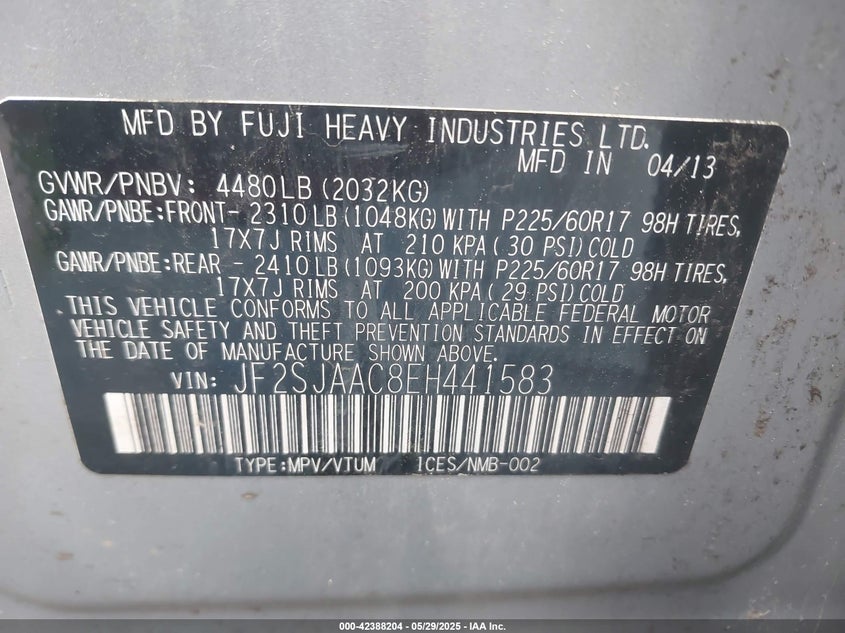 MFD BY FUJI HEAVY INDUSTRIES LTD.
MFD IN 04/13
GVWR/PNBV: 4480LB(2032KG)
GAWR/PNBE:FRONT- 2310LB(1048KG)WITH P225/60R17 98H TIRES,
17X7J RIMS AT 210 KPA( 30 PSI)COLD
GAWR/PNBE:REAR - 2410LB(1093KG)WITH P225/60R17 98H TIRES,
17X7J RIMS AT 200 KPA( 29 PSI)COLD
THIS VEHICLE CONFORMS TO ALL APPLICABLE FEDERAL MOTOR
VEHICLE SAFETY AND THEFT PREVENTION STANDARDS IN EFFECT ON
THE DATE OF MANUFACTURE SHOWN ABOVE.
VIN: JF2SJAAC8EH441583
TYPE:MPV/VTUM ICES/NMB-002
000-42388204 - 05/29/2025 - IAA Inc.